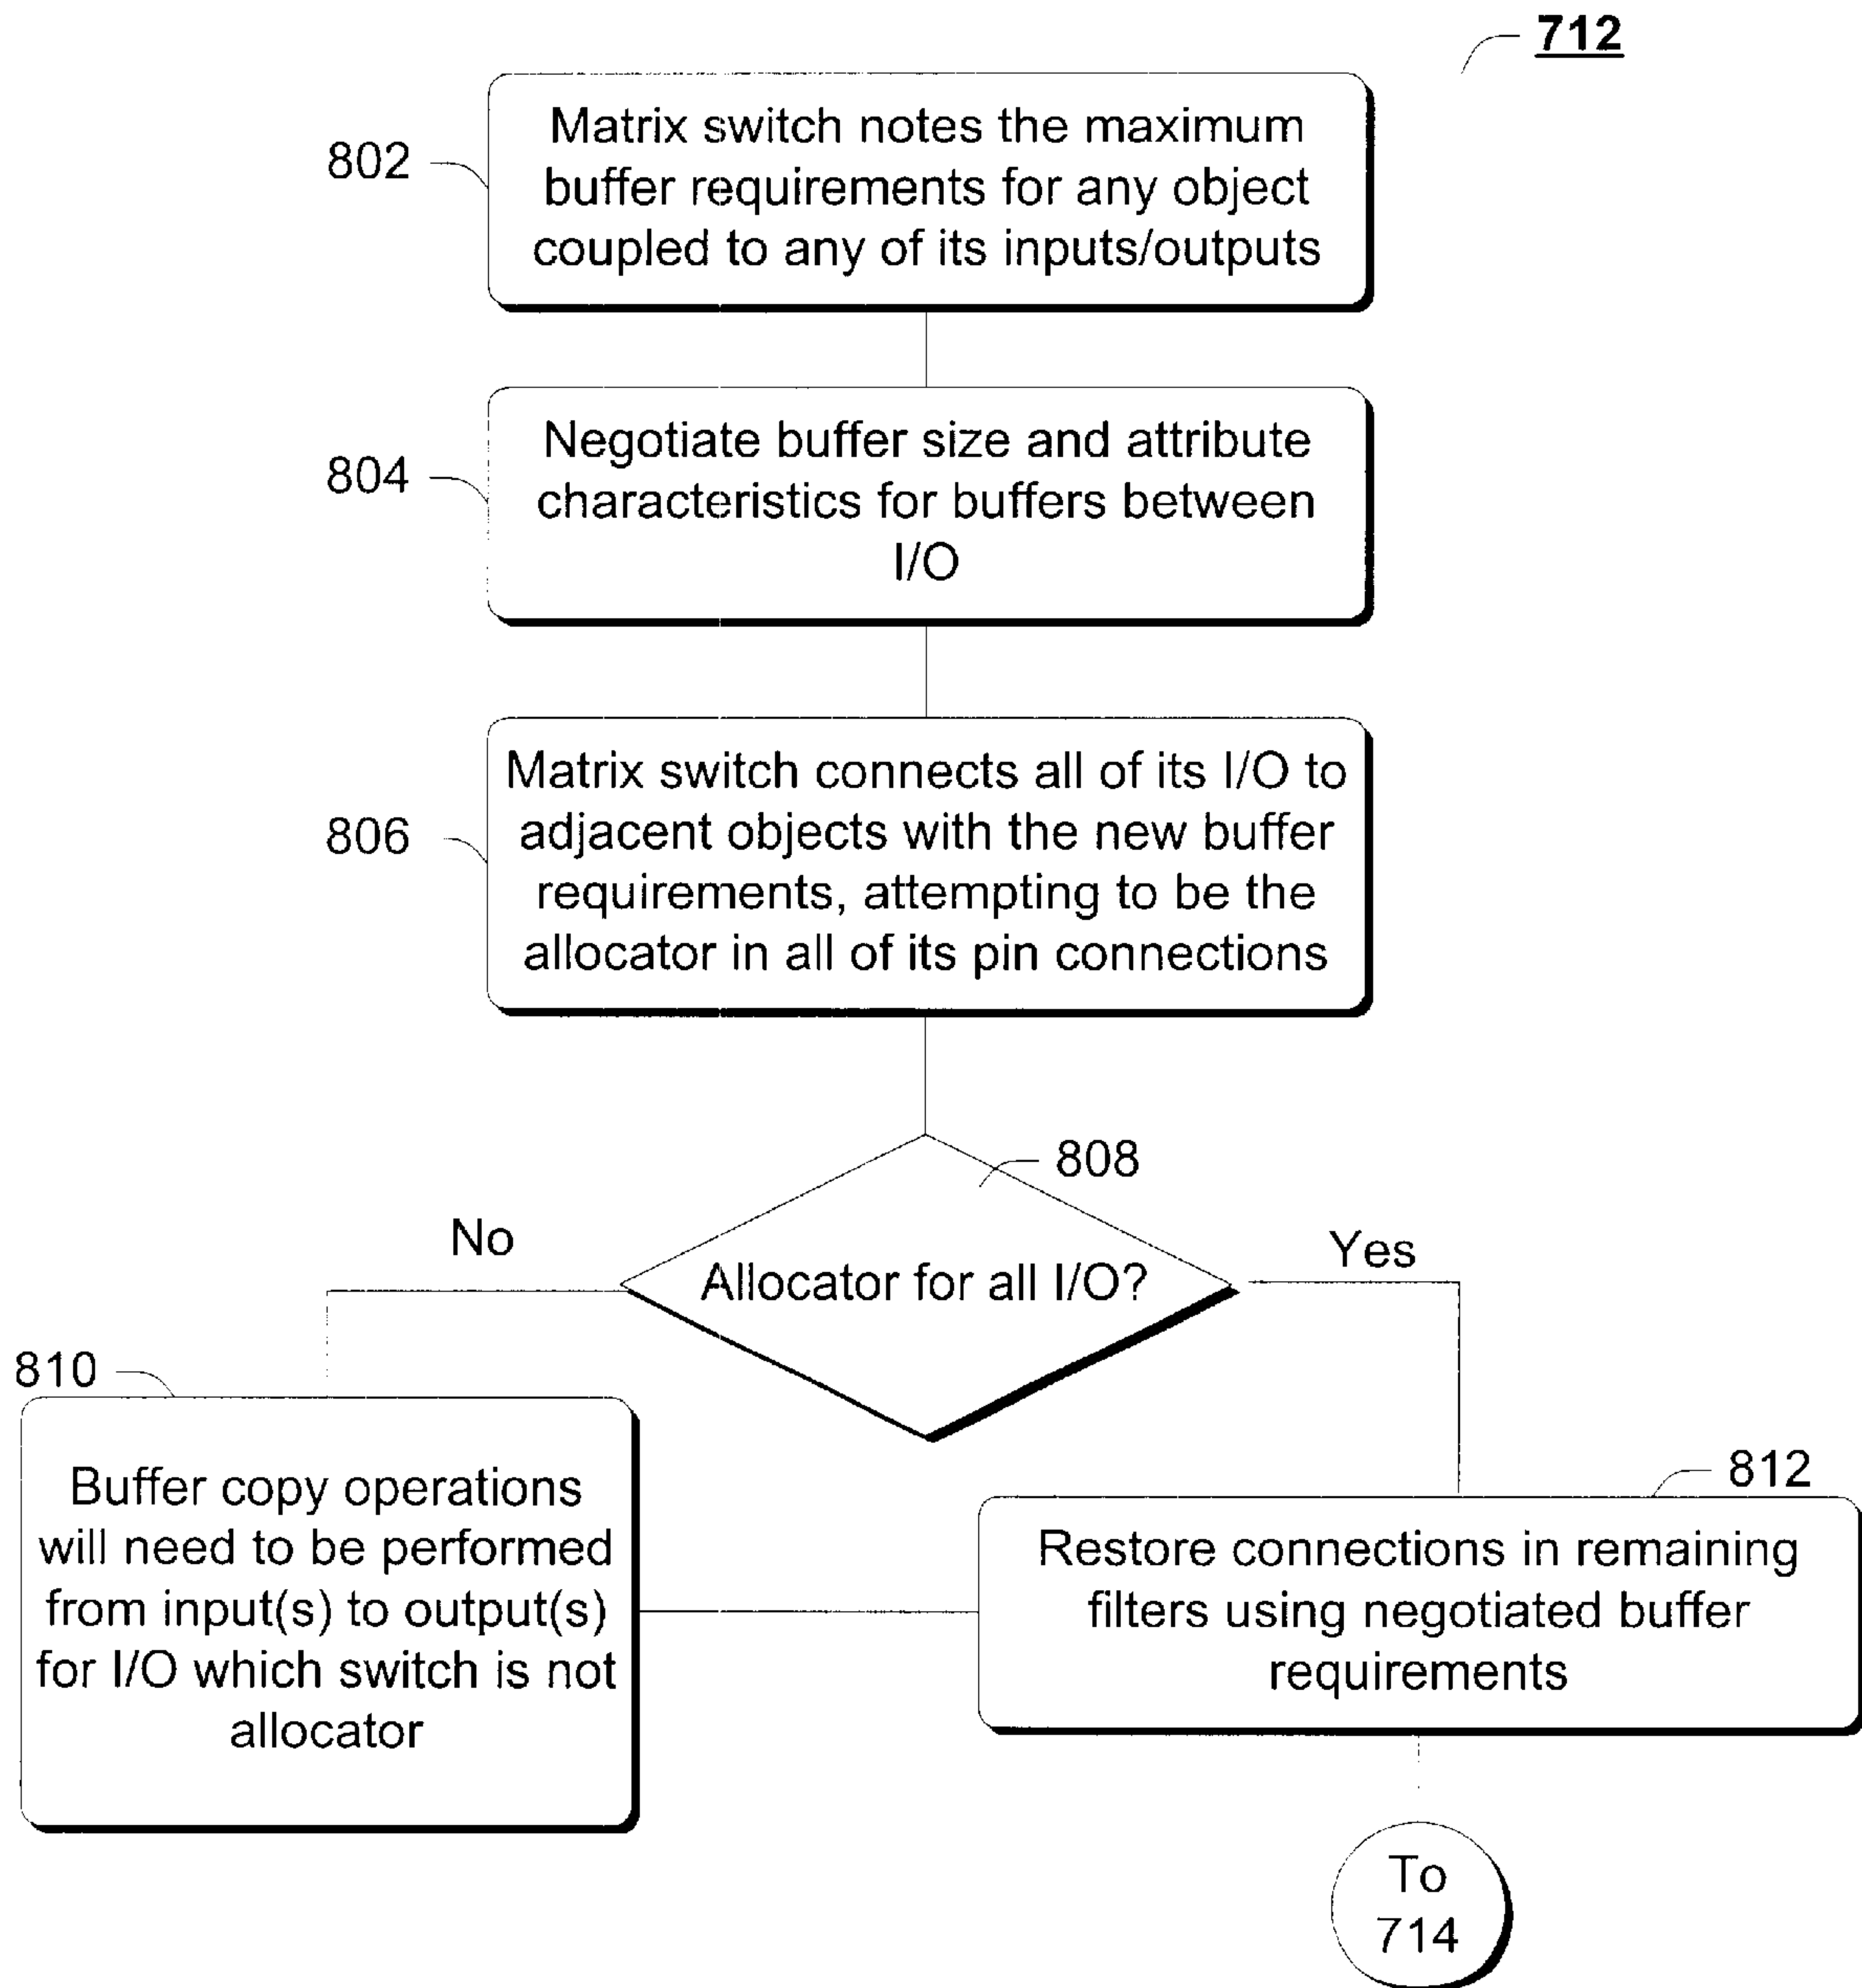 712
802
Matrix switch notes the maximum
buffer requirements for any object
coupled to any of its inputs/outputs
804
Negotiate buffer size and attribute
characteristics for buffers between
I/O
806
Matrix switch connects all of its I/O to
adjacent objects with the new buffer
requirements, attempting to be the
allocator in all of its pin connections
808
No
Yes
Allocator for all I/O?
810
Buffer copy operations
will need to be performed
from input(s) to output(s)
for I/O which switch is not
allocator
812
Restore connections in remaining
filters using negotiated buffer
requirements
To
714